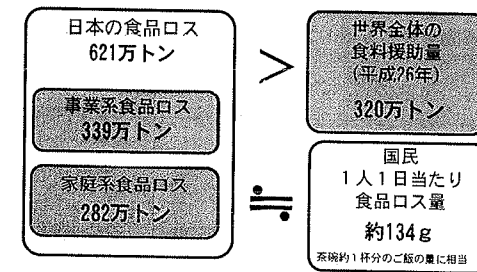 日本の食品ロス
621万トン
事業系食品ロス
339万トン
家庭系食品ロス
282万トン
>
≒
世界全体の
食料援助量
(平成26年)
320万トン
国民
1人1日当たり
食品ロス量
約134g
茶碗約1杯分のご飯の量に相当